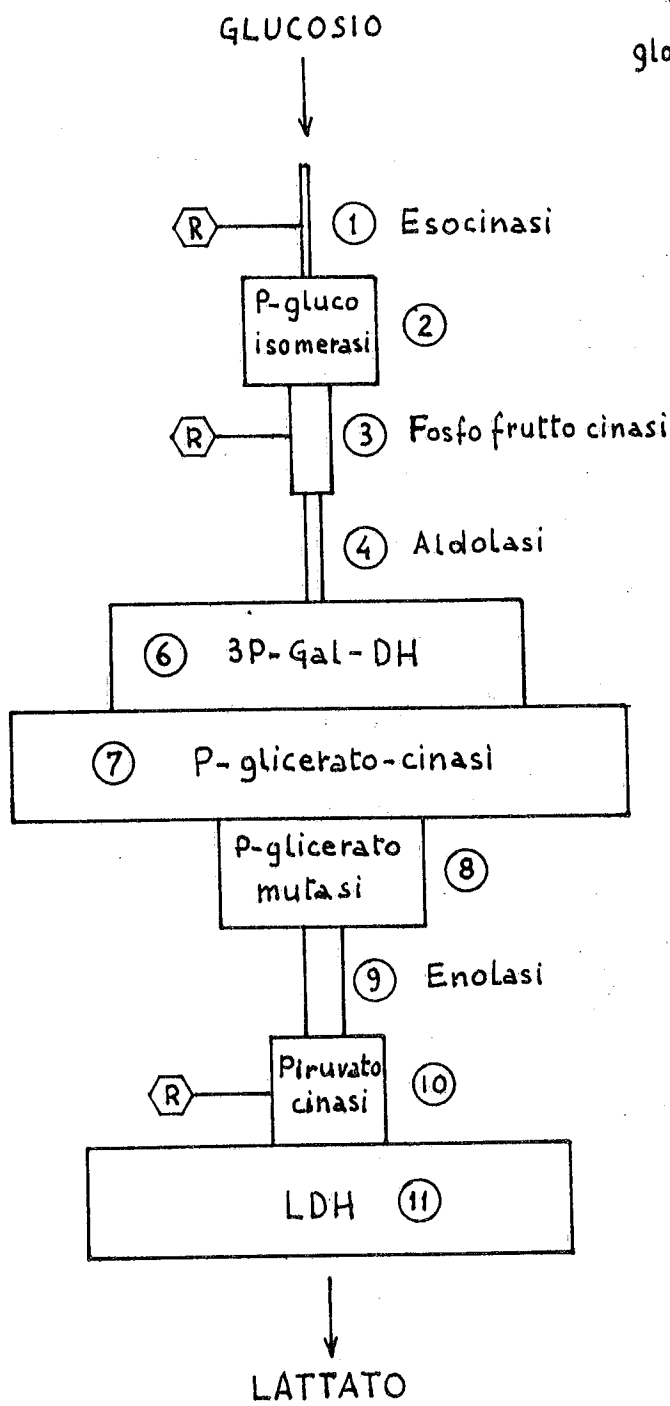 GLUCOSIO
glo
R
1 Esocinasi
P-gluco
isomerasi
2
R
3 Fosfo frutto cinasi
4 Aldolasi
6 3P-Gal-DH
7 P-glicerato-cinasi
P-glicerato
mutasi
8
9 Enolasi
Piruvato
cinasi
10
R
LDH 11
LATTATO